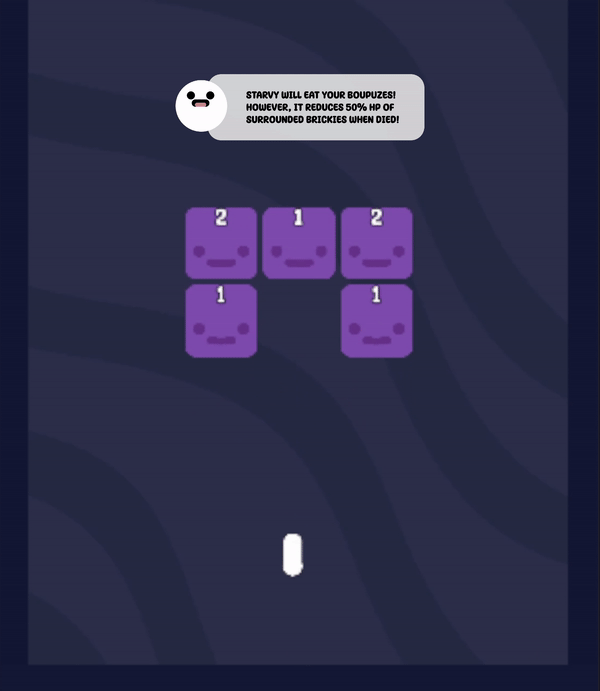 STARVY WILL EAT YOUR BOUPUZES!
HOWEVER, IT REDUCES 50% HP OF
SURROUNDED BRICKIES WHEN DIED!
2 1 2
1 1